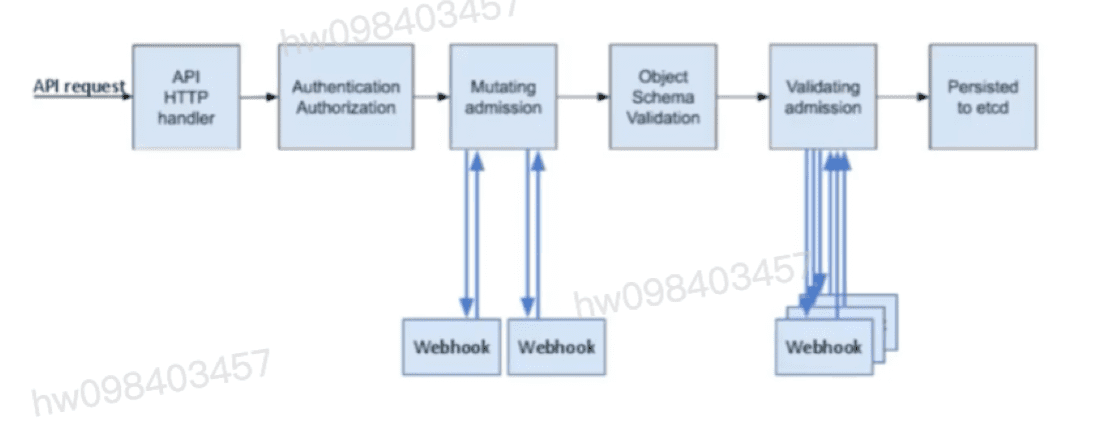 hw098403457
API request
API
HTTP
handler
Authentication
Authorization
Mutating
admission
Object
Schema
Validation
Validating
admission
Persisted
to etcd
hw098403457
Webhook
Webhook
Webhook
hw098403457